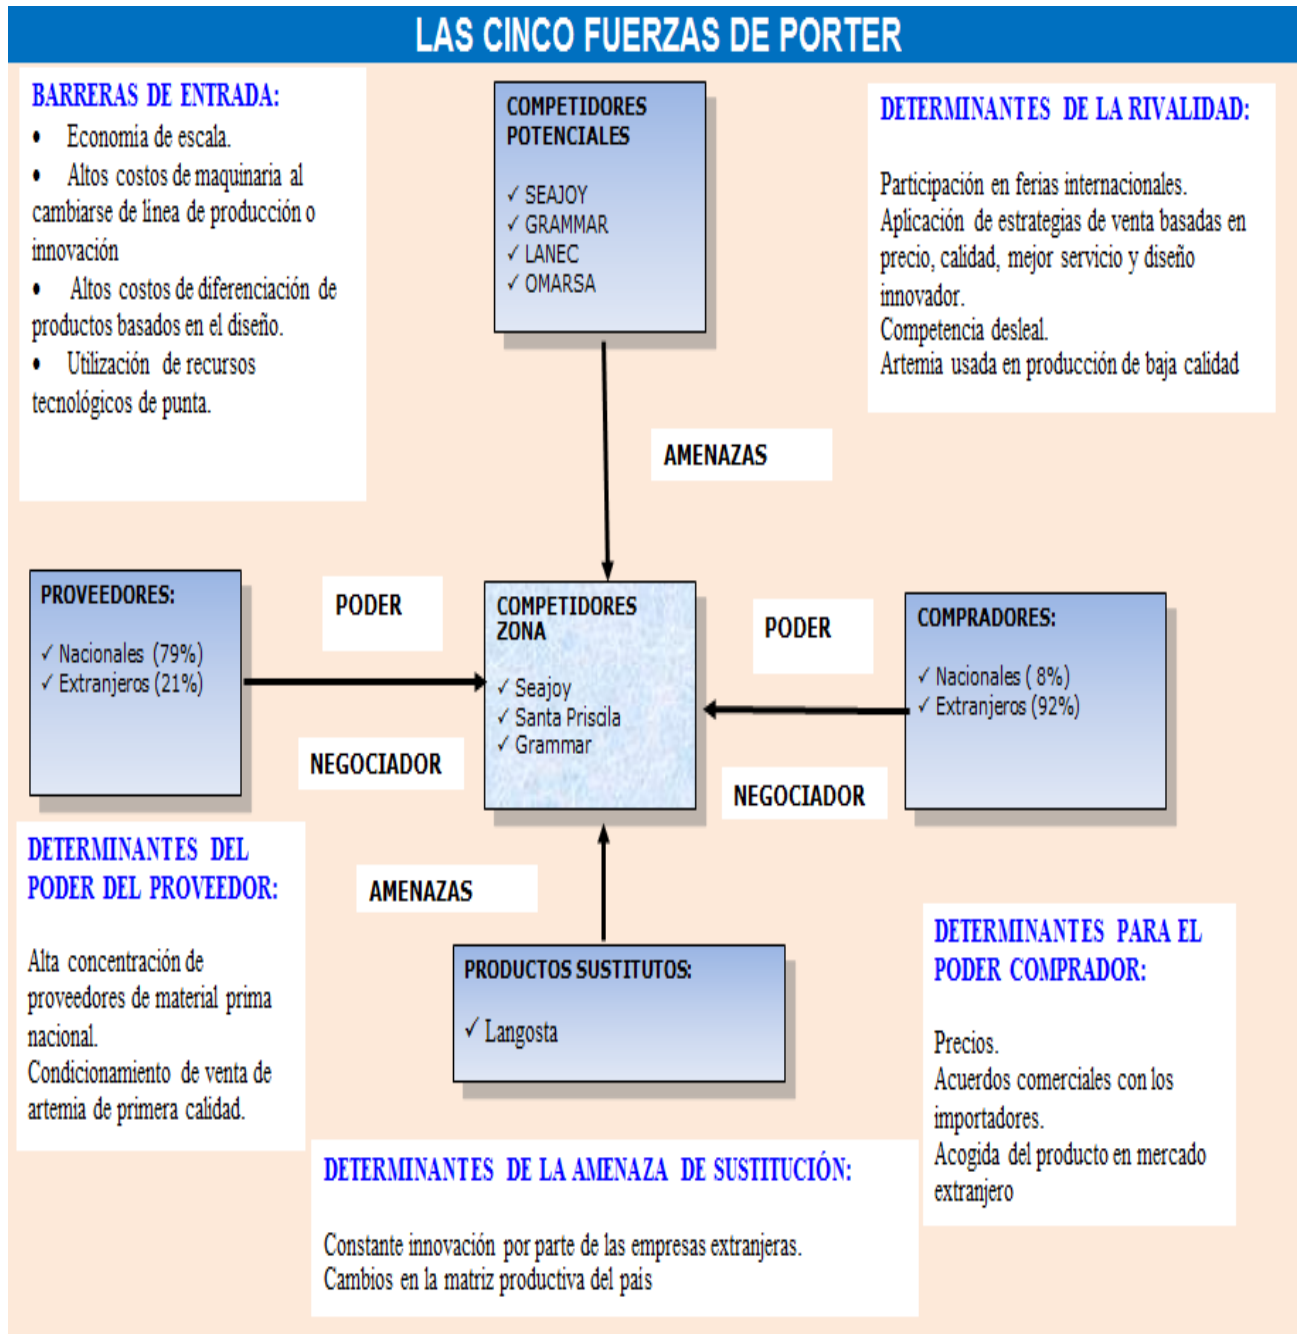 LAS CINCO FUERZAS DE PORTER
BARRERAS DE ENTRADA:
• Economía de escala.
• Altos costos de maquinaria al
cambiarse de línea de producción o
innovación
• Altos costos de diferenciación de
productos basados en el diseño.
• Utilización de recursos
tecnológicos de punta.
COMPETIDORES
POTENCIALES
✓ SEAJOY
✓ GRAMMAR
✓ LANEC
✓ OMARSA
DETERMINANTES DE LA RIVALIDAD:
Participación en ferias internacionales.
Aplicación de estrategias de venta basadas en
precio, calidad, mejor servicio y diseño
innovador.
Competencia desleal.
Artemia usada en producción de baja calidad
AMENAZAS
PROVEEDORES:
✓ Nacionales (79%)
✓ Extranjeros (21%)
PODER
NEGOCIADOR
COMPETIDORES
ZONA
✓ Seajoy
✓ Santa Priscila
✓ Grammar
PODER
NEGOCIADOR
COMPRADORES:
✓ Nacionales ( 8%)
✓ Extranjeros (92%)
DETERMINANTES DEL
PODER DEL PROVEEDOR:
Alta concentración de
proveedores de material prima
nacional.
Condicionamiento de venta de
artemia de primera calidad.
AMENAZAS
PRODUCTOS SUSTITUTOS:
✓ Langosta
DETERMINANTES PARA EL
PODER COMPRADOR:
Precios.
Acuerdos comerciales con los
importadores.
Acogida del producto en mercado
extranjero
DETERMINANTES DE LA AMENAZA DE SUSTITUCIÓN:
Constante innovación por parte de las empresas extranjeras.
Cambios en la matriz productiva del país